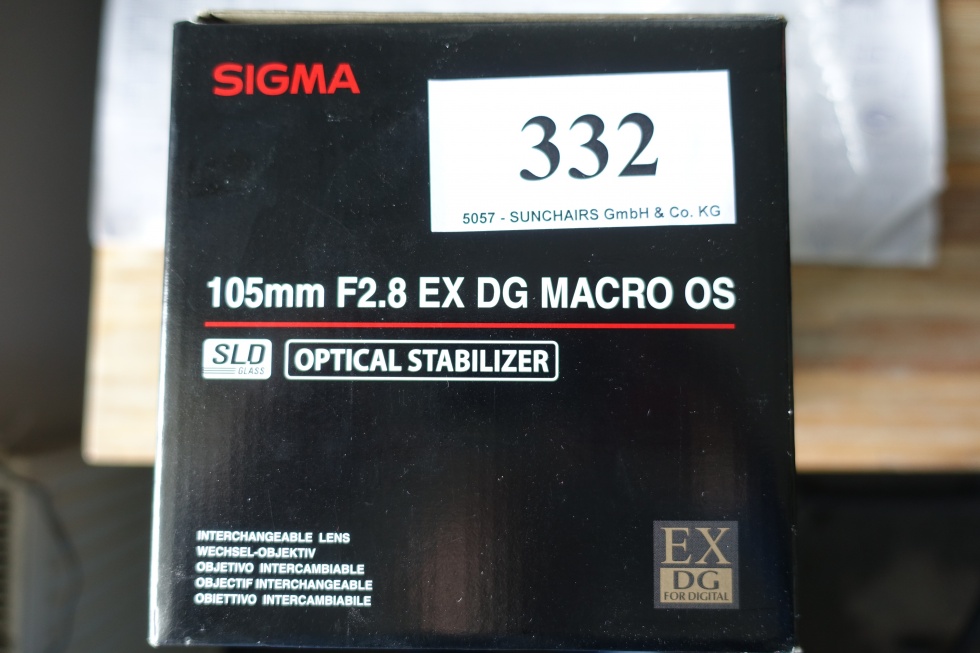 SIGMA
332
5057 - SUNCHAIRS GmbH & Co. KG
105mm F2.8 EX DG MACRO OS
SLD
GLASS
OPTICAL STABILIZER
INTERCHANGEABLE LENS
WECHSEL-OBJEKTIV
OBJETIVO INTERCAMBIABLE
OBJECTIF INTERCHANGEABLE
OBIETTIVO INTERCAMBIABILE
EX
DG
FOR DIGITAL